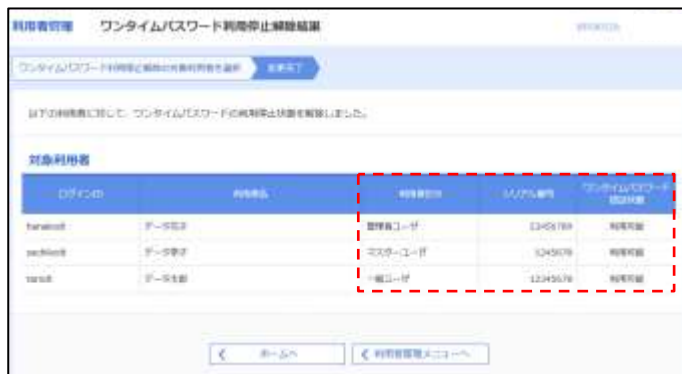 利用者管理 ワンタイムパスワード利用停止解除結果
ワンタイムパスワード利用停止解除の対象利用者を選択 変更完了
以下の利用者に対して、ワンタイムパスワードの利用停止状態を解除しました。
対象利用者
ログインID 利用者名 利用者区分 シリアル番号 ワンタイムパスワード
認証状態
hanakodt データ花子 管理者ユーザ 利用可能
sachikodt データ幸子 マスターユーザ 12345678 利用可能
tarodt データ太郎 一般ユーザ 12345678 利用可能
ホームへ 利用者管理メニューへ